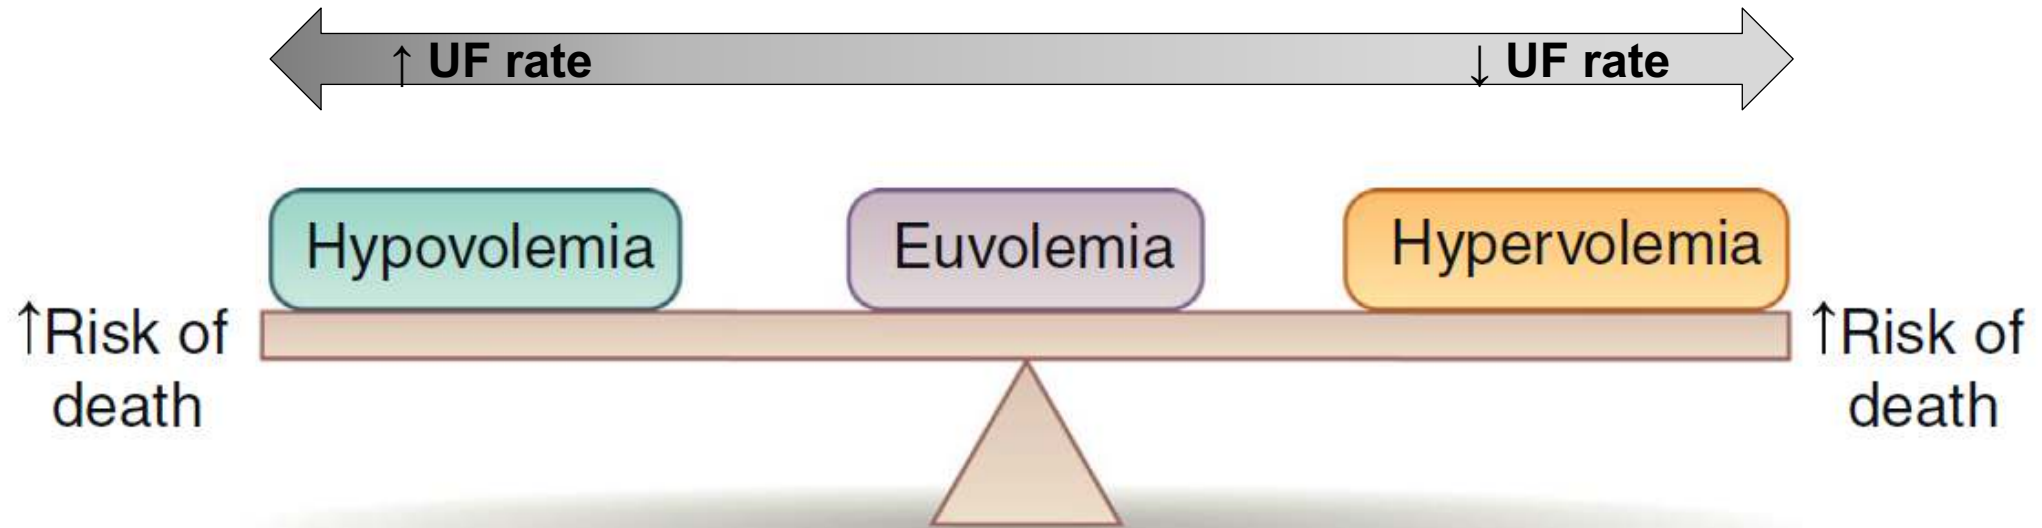 ↑ UF rate
↓ UF rate
Hypovolemia
Euvolemia
Hypervolemia
↑Risk of
death
↑Risk of
death